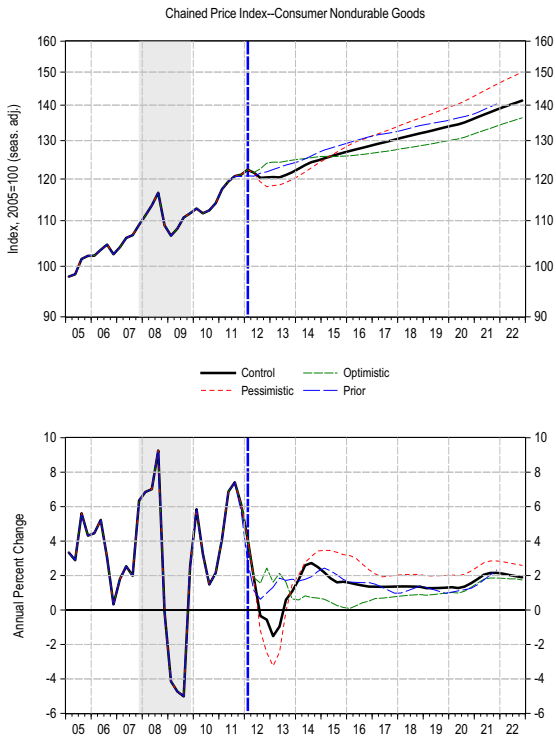 Chained Price Index--Consumer Nondurable Goods
Index, 2005=100 (seas. adj.)
160 160
150 150
140 140
130 130
120 120
110 110
100 100
90 90
05 06 07 08 09 10 11 12 13 14 15 16 17 18 19 20 21 22
Control Optimistic
Pessimistic Prior
Annual Percent Change
10 10
8 8
6 6
4 4
2 2
0 0
-2 -2
-4 -4
-6 -6
05 06 07 08 09 10 11 12 13 14 15 16 17 18 19 20 21 22